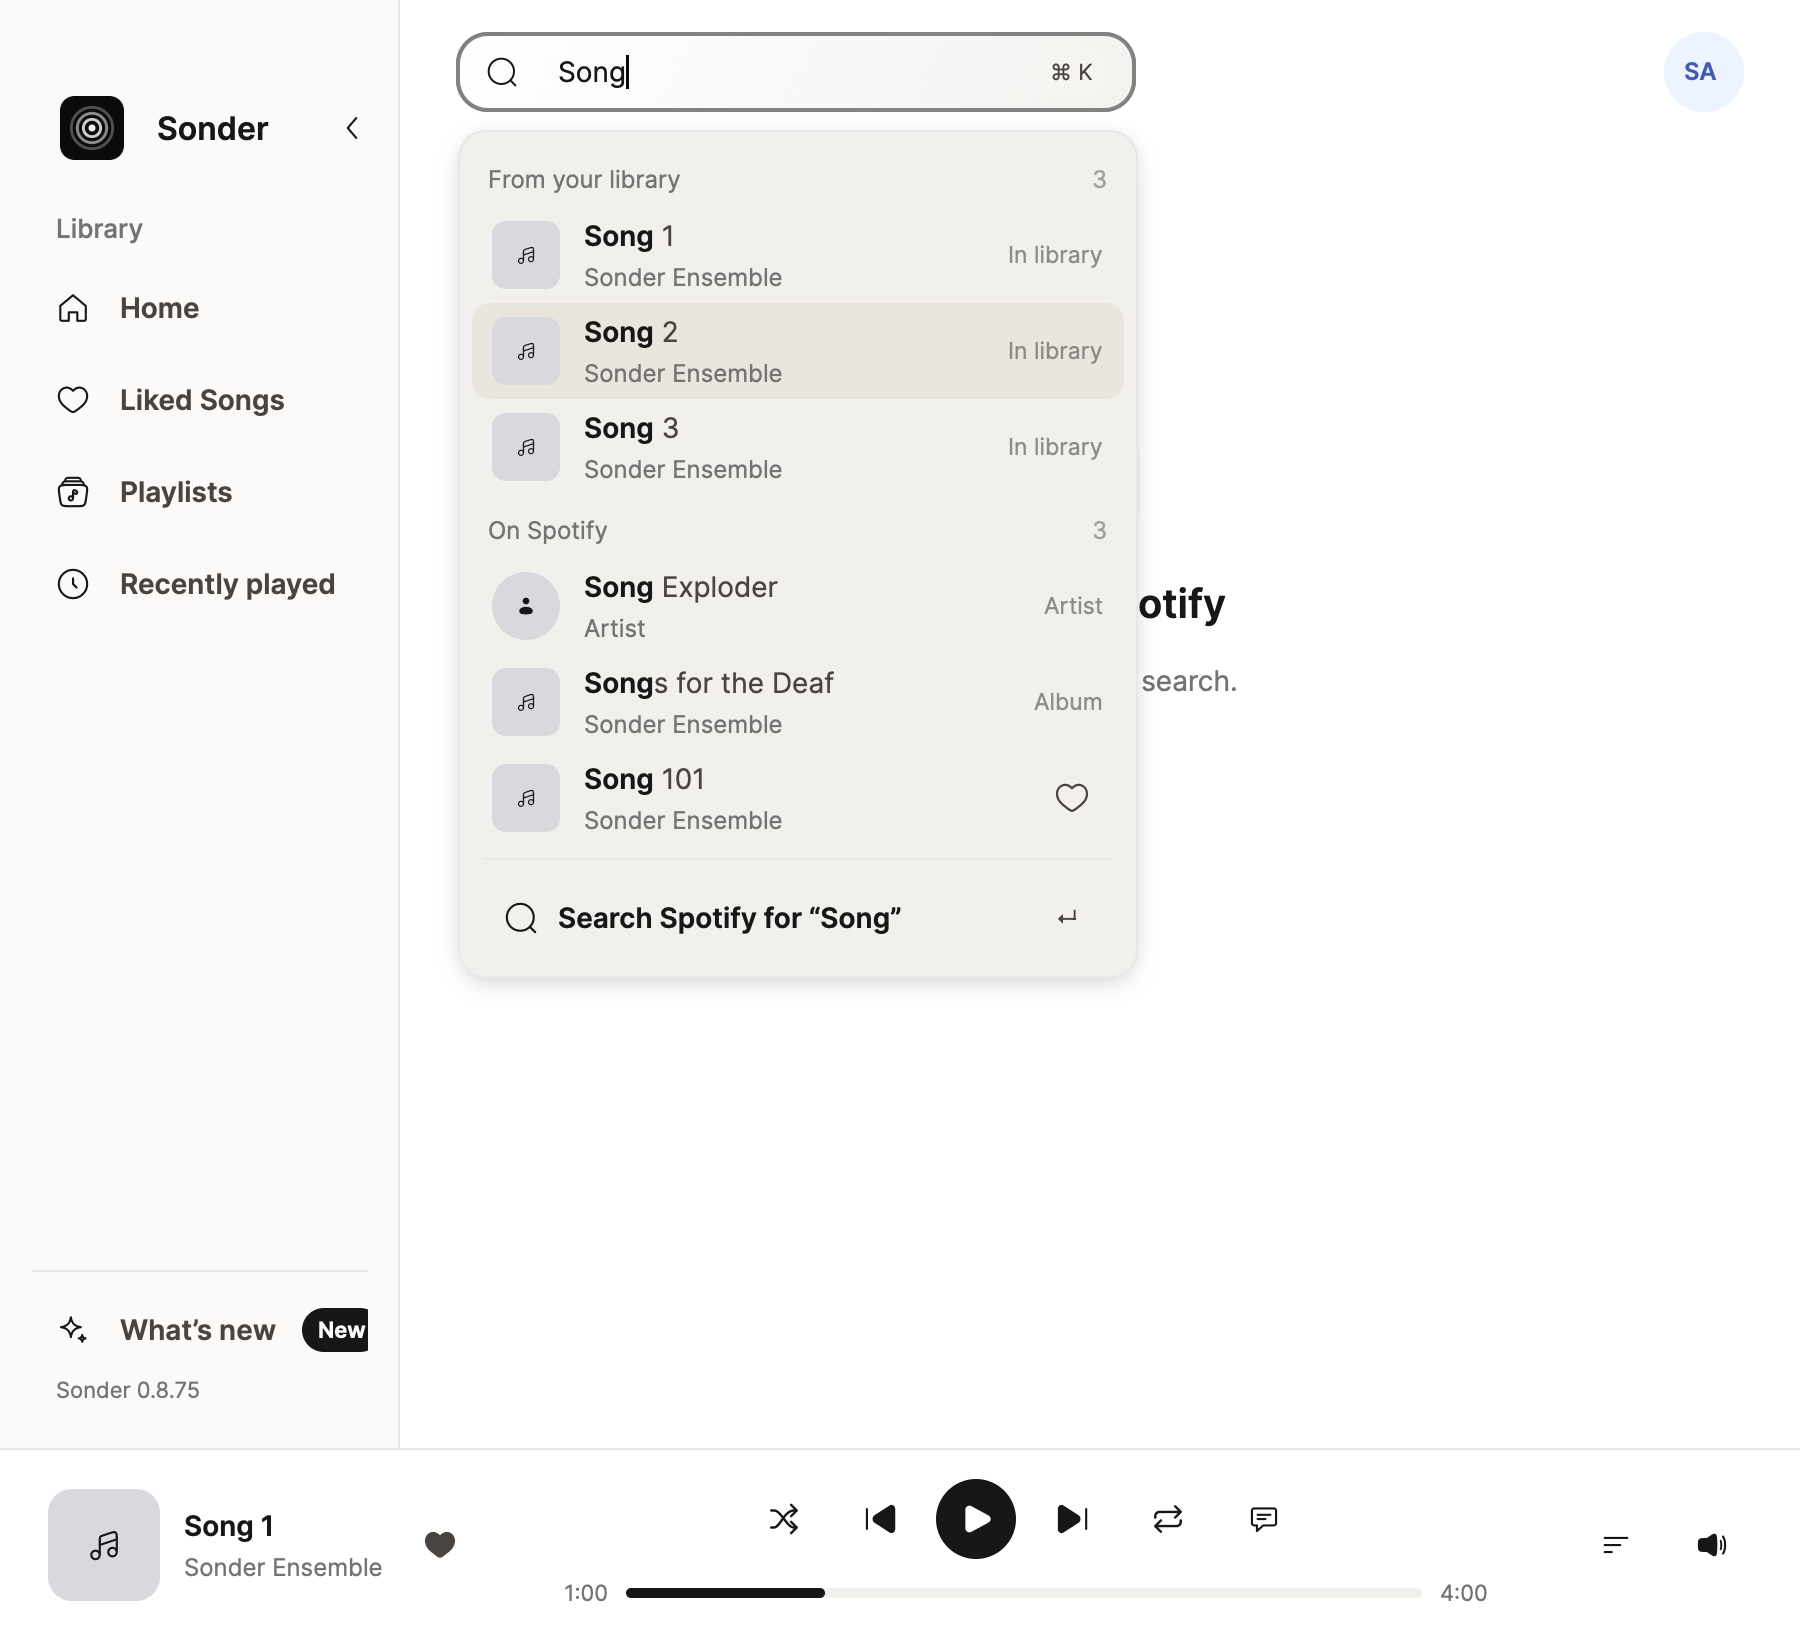 Song
⌘ K
SA
Sonder
Library
Home
Liked Songs
Playlists
Recently played
From your library 3
Song 1
Sonder Ensemble
In library
Song 2
Sonder Ensemble
In library
Song 3
Sonder Ensemble
In library
On Spotify 3
Song Exploder
Artist
Artist
Songs for the Deaf
Sonder Ensemble
Album
Song 101
Sonder Ensemble
Search Spotify for “Song”
otify
search.
What’s new New
Sonder 0.8.75
Song 1
Sonder Ensemble
1:00 4:00